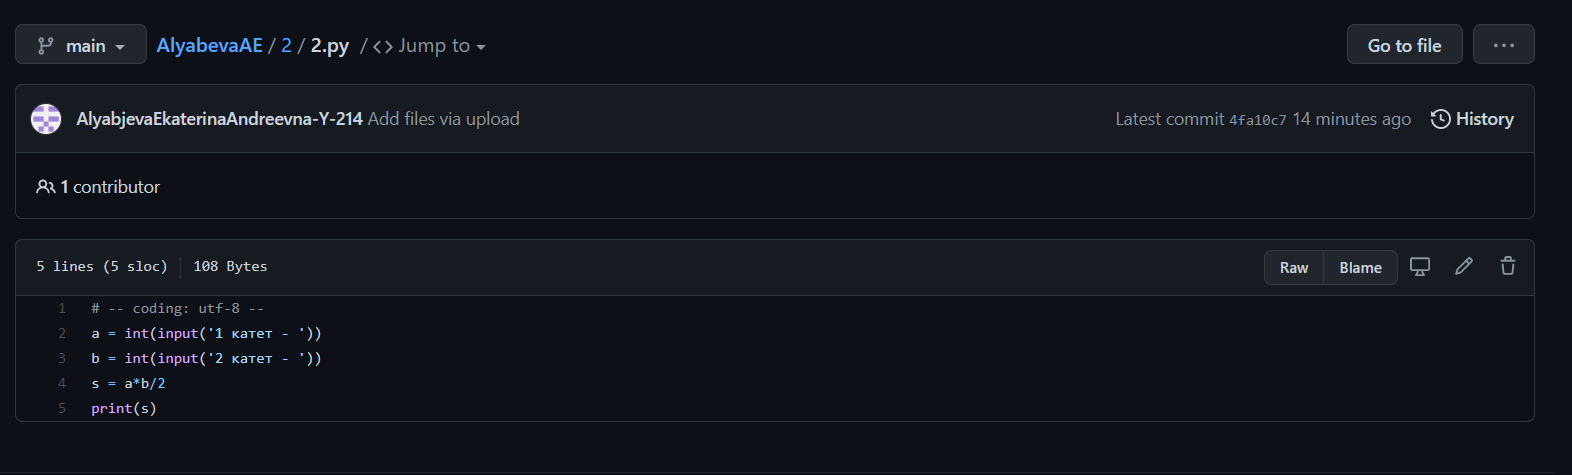 main AlyabevaAE / 2 / 2.py / <> Jump to Go to file ...
AlyabjevaEkaterinaAndreevna-Y-214 Add files via upload Latest commit 4fa10c7 14 minutes ago History
1 contributor
5 lines (5 sloc) 108 Bytes Raw Blame
1 # -- coding: utf-8 --
2 a = int(input('1 катет - '))
3 b = int(input('2 катет - '))
4 s = a*b/2
5 print(s)